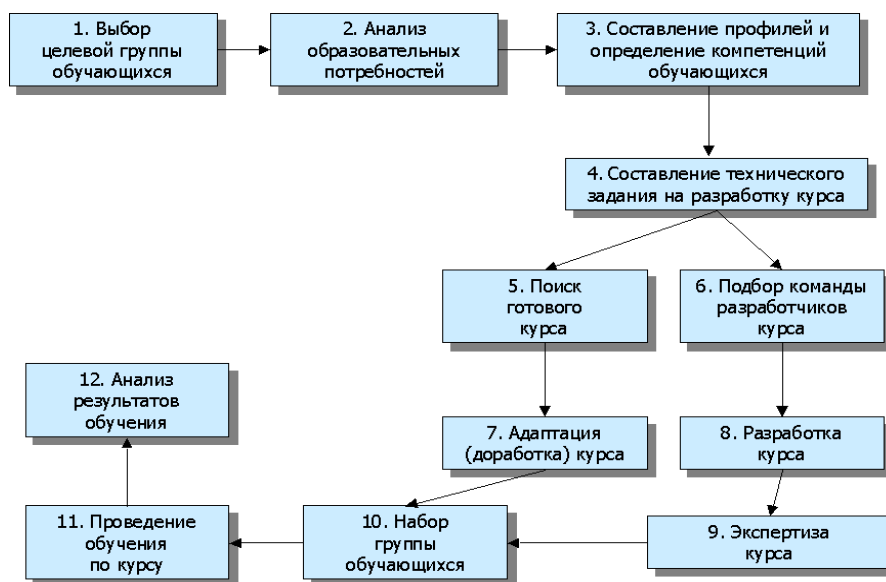 1. Выбор
целевой группы
обучающихся
2. Анализ
образовательных
потребностей
3. Составление профилей и
определение компетенций
обучающихся
4. Составление технического
задания на разработку курса
5. Поиск
готового
курса
6. Подбор команды
разработчиков
курса
7. Адаптация
(доработка) курса
8. Разработка
курса
9. Экспертиза
курса
10. Набор
группы
обучающихся
11. Проведение
обучения
по курсу
12. Анализ
результатов
обучения